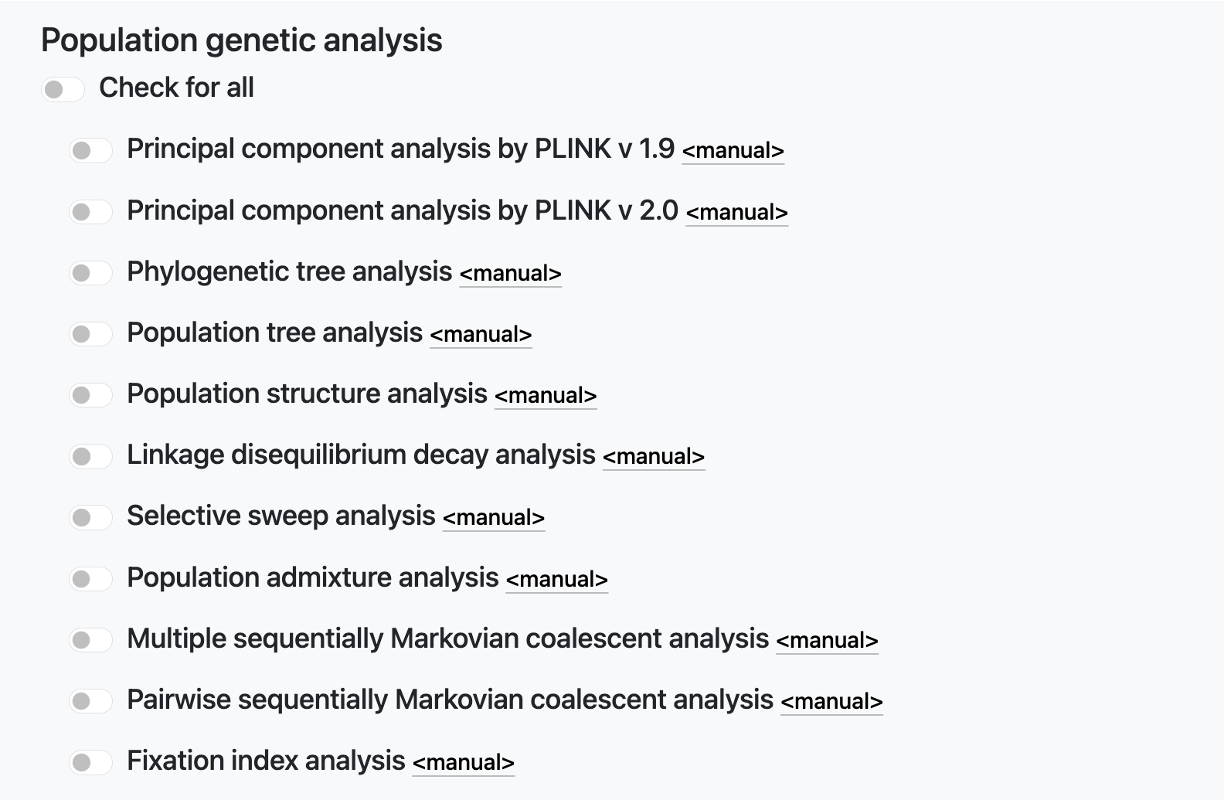 Population genetic analysis
Check for all
Principal component analysis by PLINK v 1.9 <manual>
Principal component analysis by PLINK v 2.0 <manual>
Phylogenetic tree analysis <manual>
Population tree analysis <manual>
Population structure analysis <manual>
Linkage disequilibrium decay analysis <manual>
Selective sweep analysis <manual>
Population admixture analysis <manual>
Multiple sequentially Markovian coalescent analysis <manual>
Pairwise sequentially Markovian coalescent analysis <manual>
Fixation index analysis <manual>